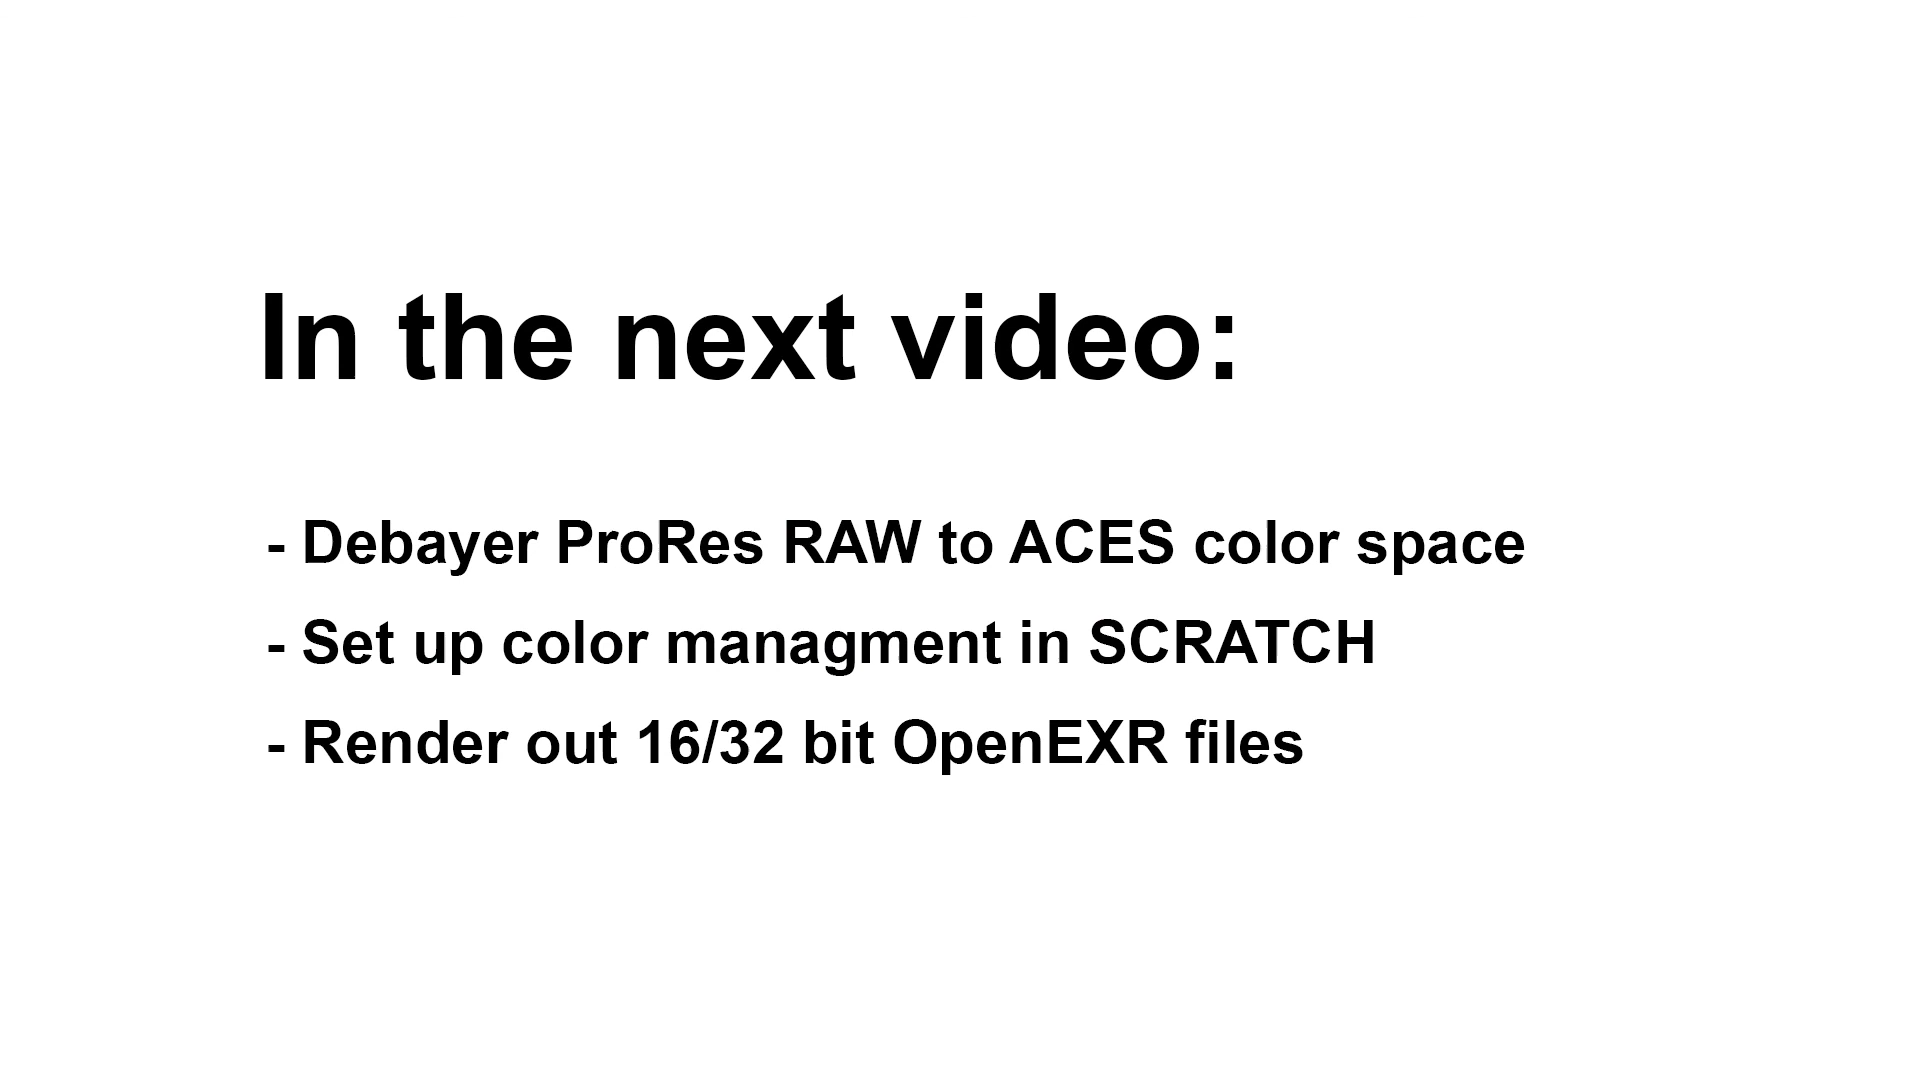 In the next video:
- Debayer ProRes RAW to ACES color space
- Set up color managment in SCRATCH
- Render out 16/32 bit OpenEXR files